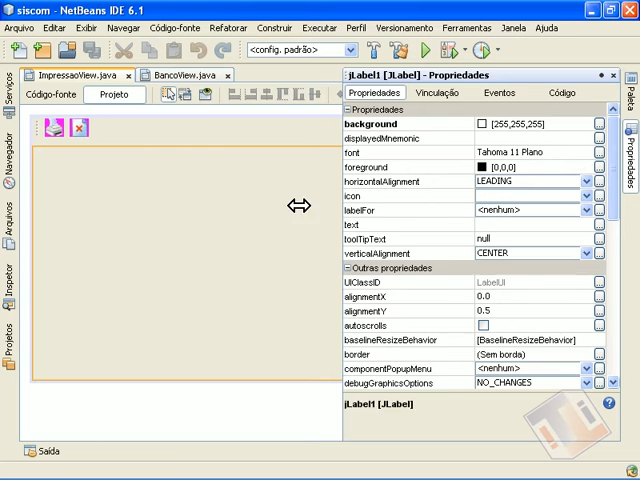 siscom - NetBeans IDE 6.1
Arquivo Editar Exibir Navegar Código-fonte Refatorar Construir Executar Perfil Versionamento Ferramentas Janela Ajuda
<config. padrão>
ImpressaoView.java BancoView.java
jLabel1 [JLabel] - Propriedades
Código-fonte Projeto
Propriedades Vinculação Eventos Código
Propriedades
background [255,255,255]
displayedMnemonic
font Tahoma 11 Plano
foreground [0,0,0]
horizontalAlignment LEADING
icon
labelFor <nenhum>
text
toolTipText null
verticalAlignment CENTER
Outras propriedades
UIClassID LabelUI
alignmentX 0.0
alignmentY 0.5
autoscrolls
baselineResizeBehavior [BaselineResizeBehavior]
border (Sem borda)
componentPopupMenu <nenhum>
debugGraphicsOptions NO_CHANGES
jLabel1 [JLabel]
Serviços
Navegador
Arquivos
Inspetor
Projetos
Paleta
Propriedades
Saída